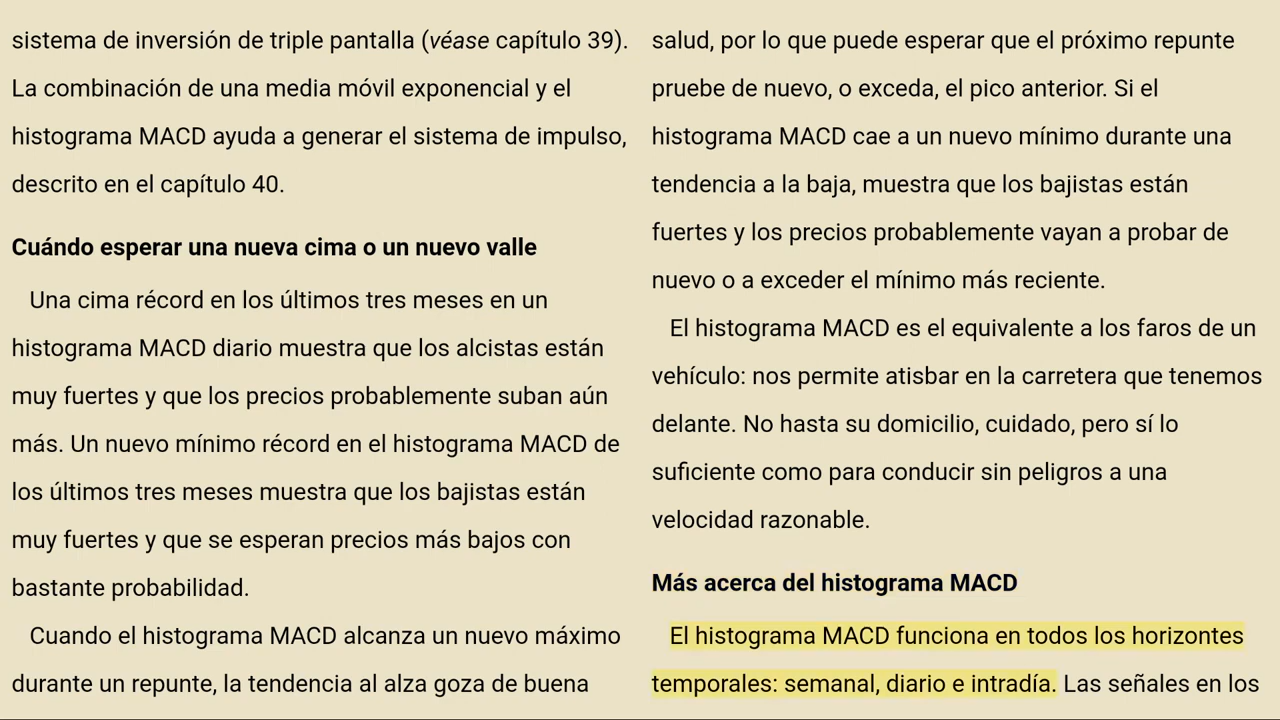 sistema de inversión de triple pantalla (véase capítulo 39).
La combinación de una media móvil exponencial y el
histograma MACD ayuda a generar el sistema de impulso,
descrito en el capítulo 40.
Cuándo esperar una nueva cima o un nuevo valle
Una cima récord en los últimos tres meses en un
histograma MACD diario muestra que los alcistas están
muy fuertes y que los precios probablemente suban aún
más. Un nuevo mínimo récord en el histograma MACD de
los últimos tres meses muestra que los bajistas están
muy fuertes y que se esperan precios más bajos con
bastante probabilidad.
Cuando el histograma MACD alcanza un nuevo máximo
durante un repunte, la tendencia al alza goza de buena
salud, por lo que puede esperar que el próximo repunte
pruebe de nuevo, o exceda, el pico anterior. Si el
histograma MACD cae a un nuevo mínimo durante una
tendencia a la baja, muestra que los bajistas están
fuertes y los precios probablemente vayan a probar de
nuevo o a exceder el mínimo más reciente.
El histograma MACD es el equivalente a los faros de un
vehículo: nos permite atisbar en la carretera que tenemos
delante. No hasta su domicilio, cuidado, pero sí lo
suficiente como para conducir sin peligros a una
velocidad razonable.
Más acerca del histograma MACD
El histograma MACD funciona en todos los horizontes
temporales: semanal, diario e intradía. Las señales en los